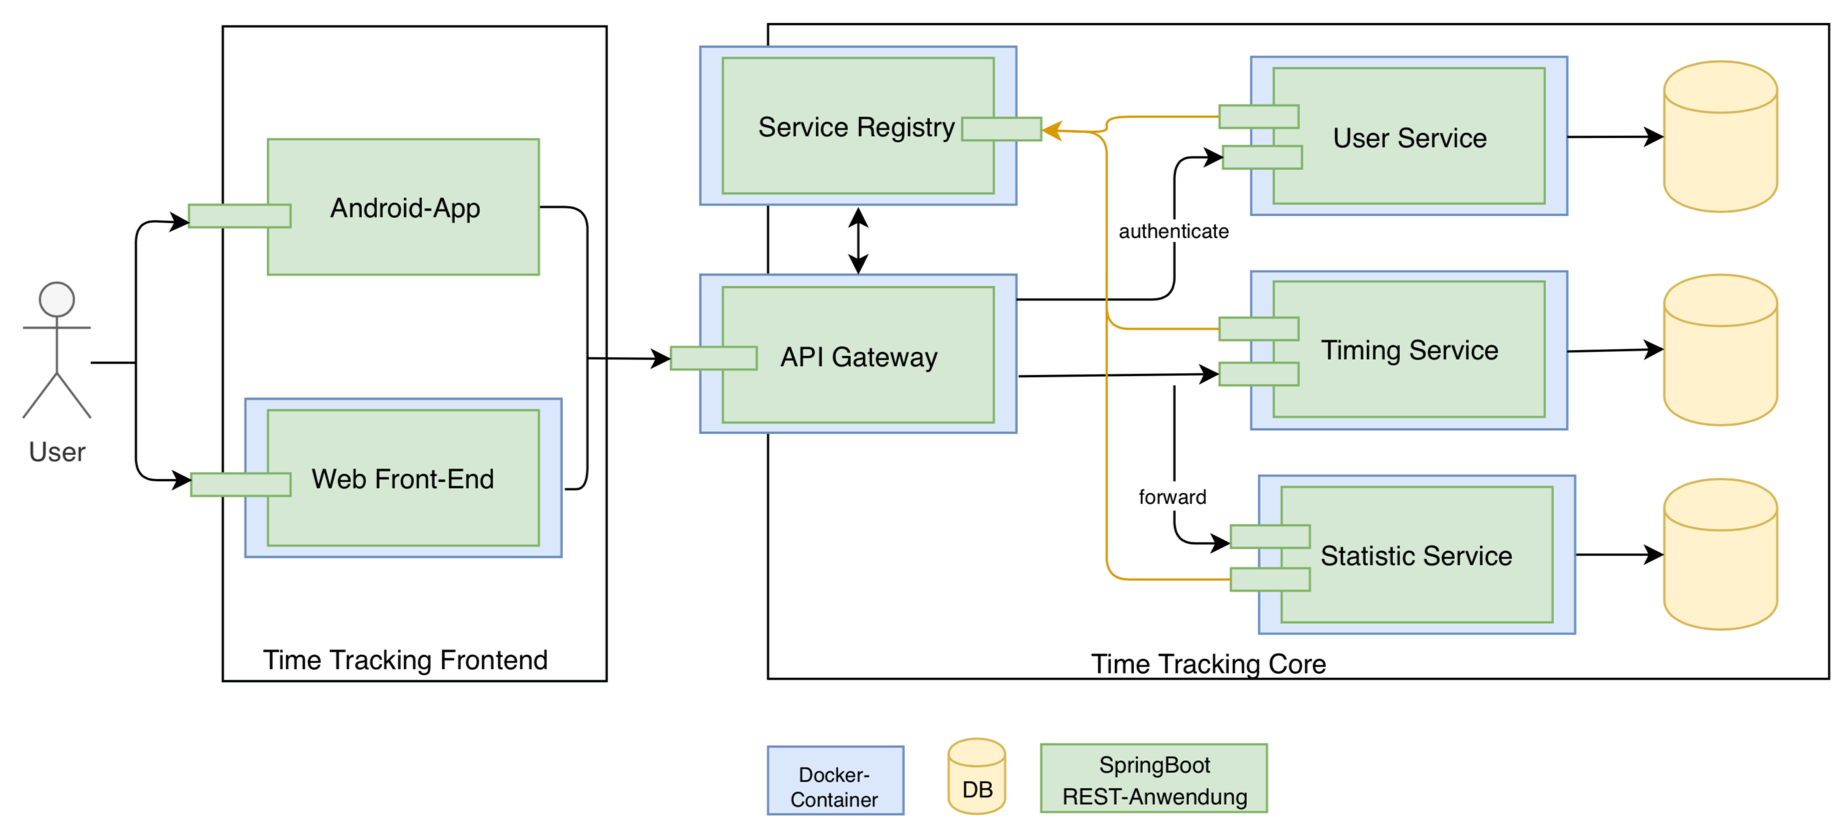 Service Registry
User Service
Android-App
authenticate
API Gateway
Timing Service
User
Web Front-End
forward
Statistic Service
Time Tracking Frontend
Time Tracking Core
Docker-
Container
DB
SpringBoot
REST-Anwendung